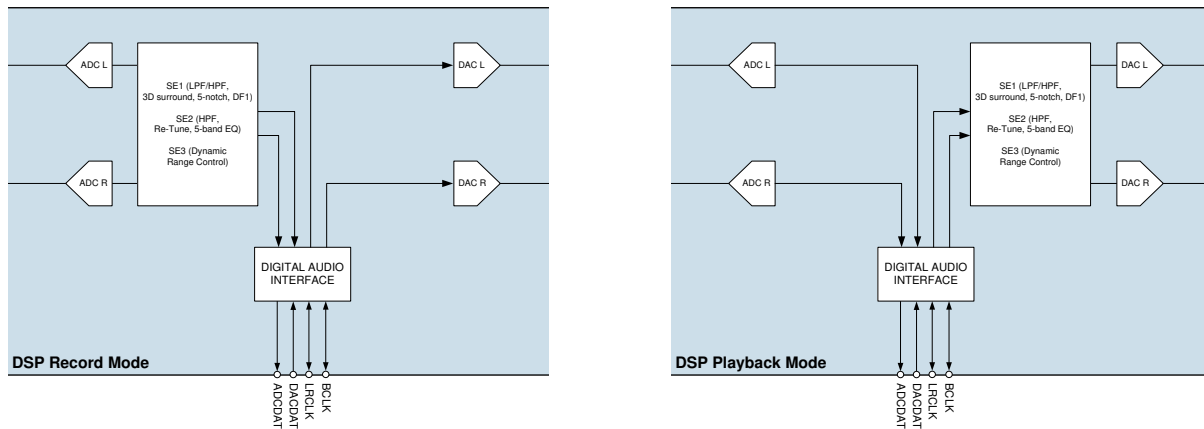 ADC L
DAC L
SE1 (LPF/HPF,
3D surround, 5-notch, DF1)
SE2 (HPF,
Re-Tune, 5-band EQ)
SE3 (Dynamic
Range Control)
ADC R
DAC R
DIGITAL AUDIO
INTERFACE
DSP Record Mode
ADCDAT
DACDAT
LRCLK
BCLK
ADC L
DAC L
SE1 (LPF/HPF,
3D surround, 5-notch, DF1)
SE2 (HPF,
Re-Tune, 5-band EQ)
SE3 (Dynamic
Range Control)
ADC R
DAC R
DIGITAL AUDIO
INTERFACE
DSP Playback Mode
ADCDAT
DACDAT
LRCLK
BCLK